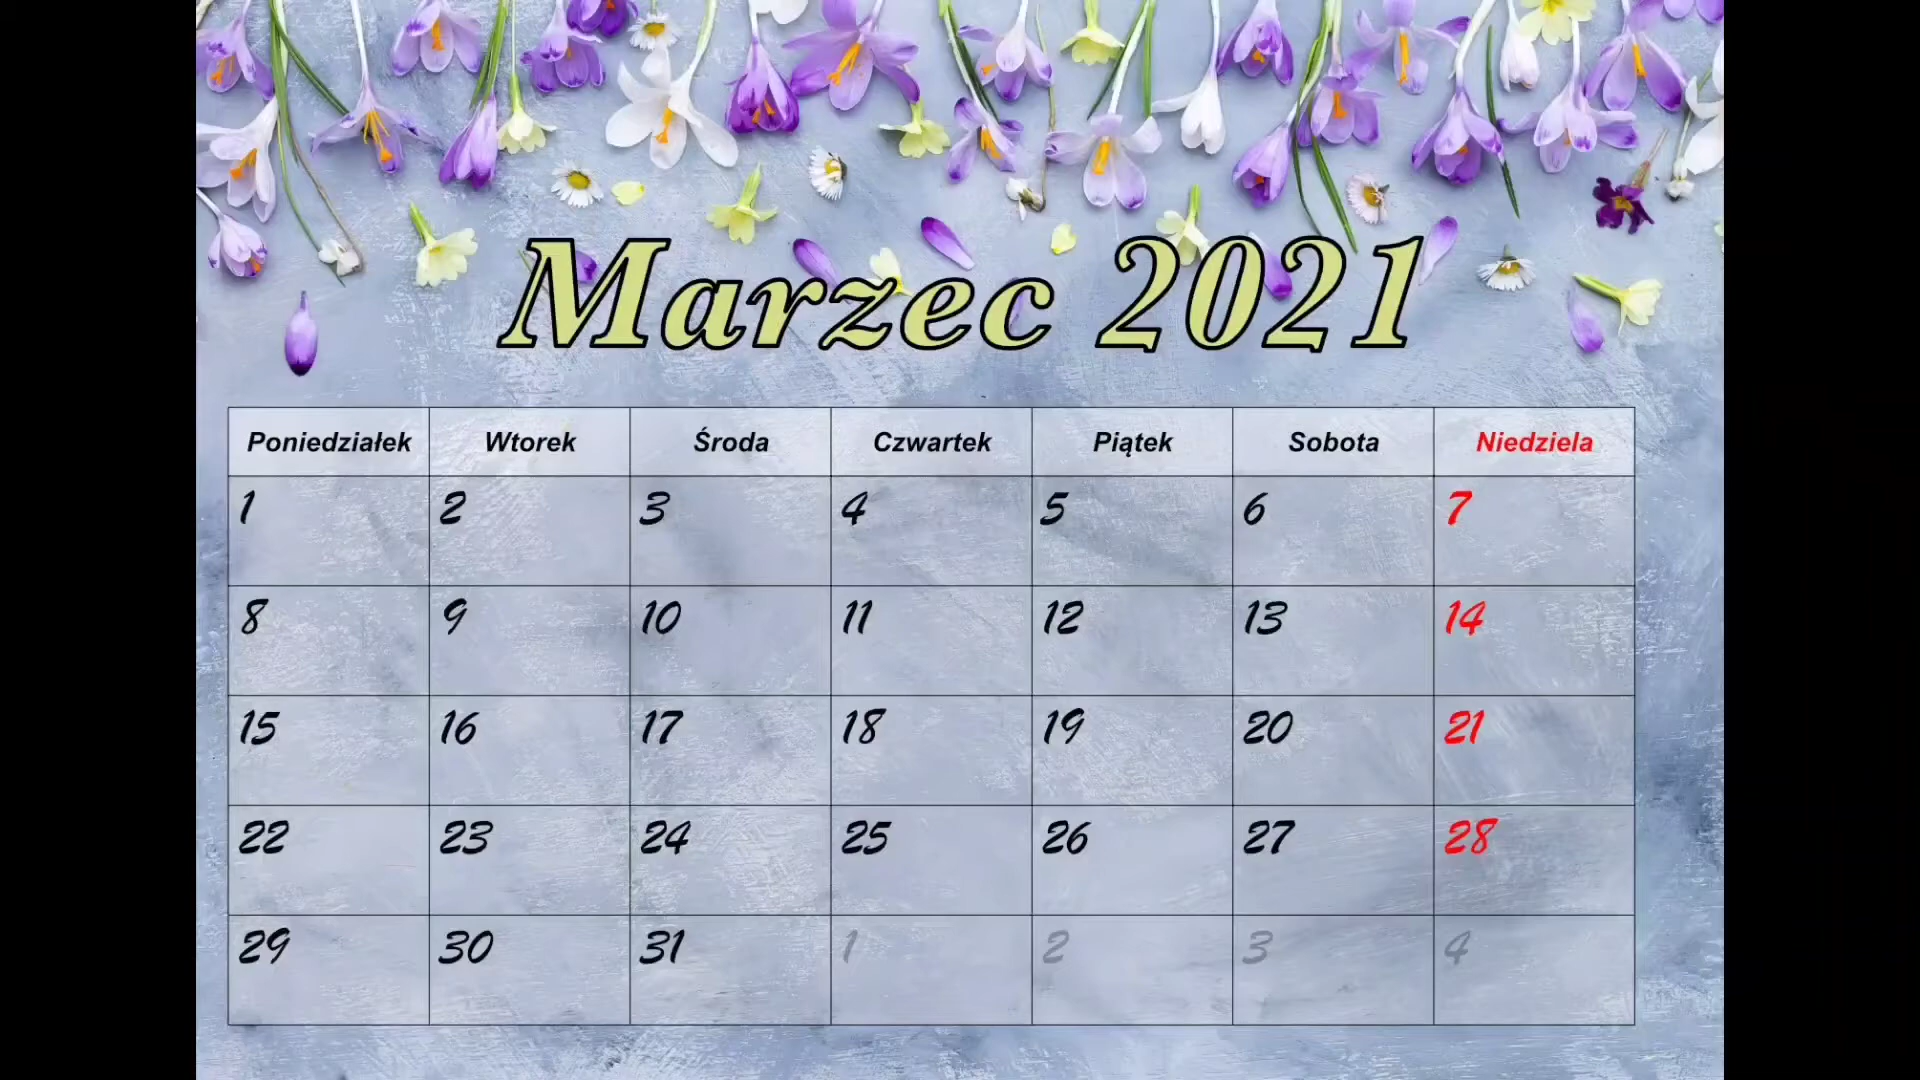 Marzec 2021
Poniedziałek Wtorek Środa Czwartek Piątek Sobota Niedziela
1 2 3 4 5 6 7
8 9 10 11 12 13 14
15 16 17 18 19 20 21
22 23 24 25 26 27 28
29 30 31 1 2 3 4